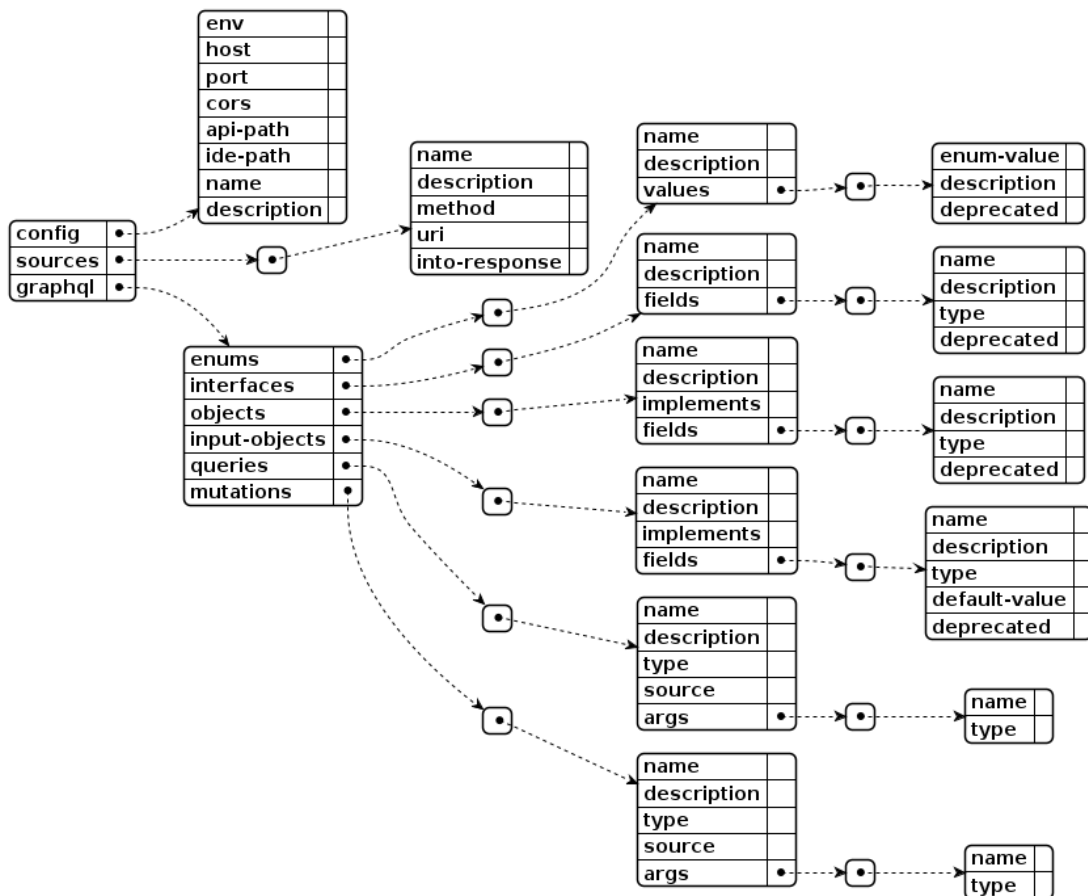 config
sources
graphql
env
host
port
cors
api-path
ide-path
name
description
name
description
method
uri
into-response
enums
interfaces
objects
input-objects
queries
mutations
name
description
values
enum-value
description
deprecated
name
description
fields
name
description
type
deprecated
name
description
implements
fields
name
description
type
deprecated
name
description
implements
fields
name
description
type
default-value
deprecated
name
description
type
source
args
name
type
name
description
type
source
args
name
type